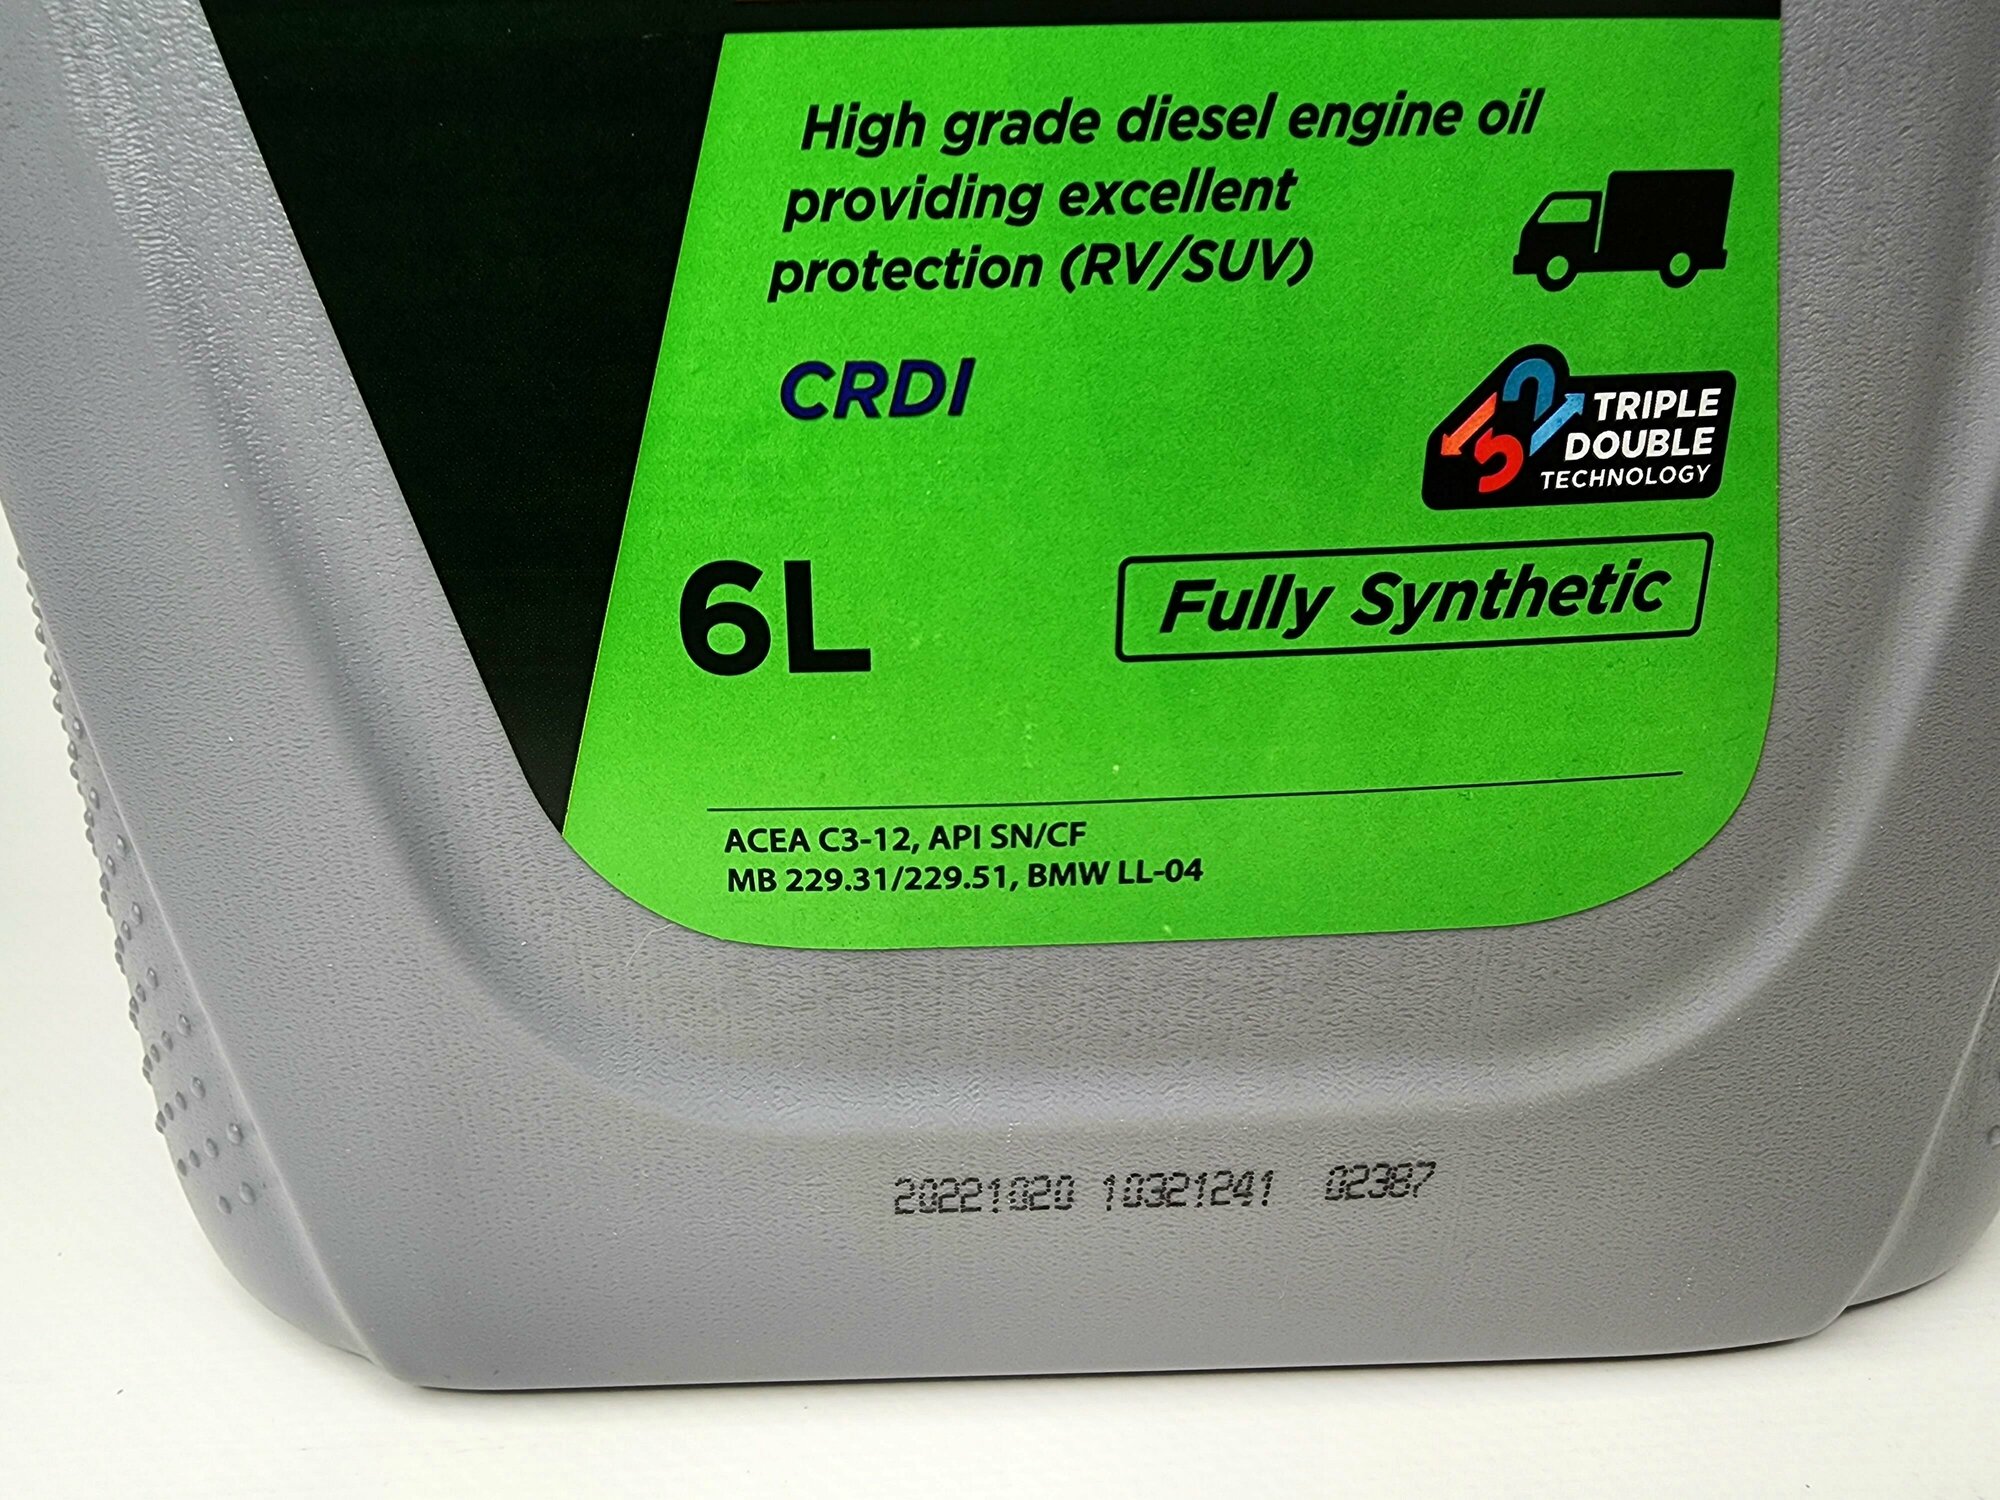 High grade diesel engine oil
providing excellent
protection (RV/SUV)
CRDI
TRIPLE
DOUBLE
TECHNOLOGY
6L
Fully Synthetic
ACEA C3-12, API SN/CF
MB 229.31/229.51, BMW LL-04
20221020 10321241 02387